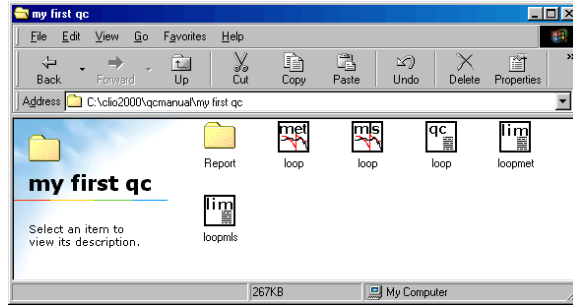 my first qc
File Edit View Go Favorites Help
Back Forward Up Cut Copy Paste Undo Delete Properties »
Address C:\clio2000\qcmanual\my first qc
my first qc
Select an item to
view its description.
Report
met
loop
mls
loop
qc
loop
lim
loopmet
lim
loopmls
267KB My Computer